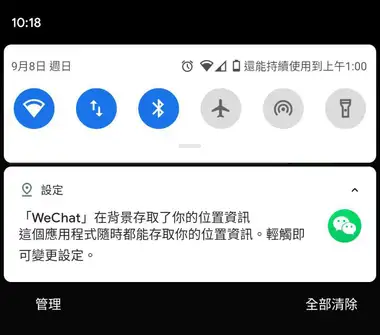 10:18
9月8日 週日
還能持續使用到上午1:00
設定
「WeChat」在背景存取了你的位置資訊
這個應用程式隨時都能存取你的位置資訊。輕觸即
可變更設定。
管理
全部清除